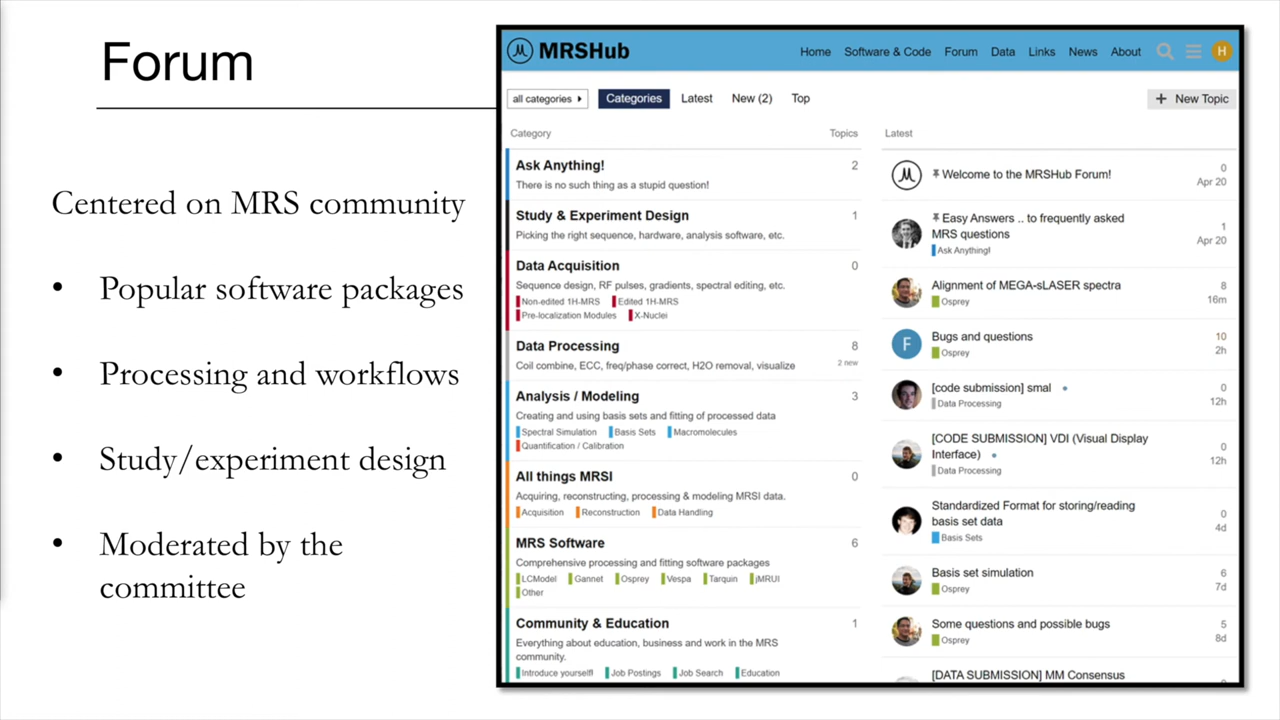 Forum
Centered on MRS community
• Popular software packages
• Processing and workflows
• Study/experiment design
• Moderated by the
committee
MRSHub
Home Software & Code Forum Data Links News About
H
all categories Categories Latest New (2) Top
+ New Topic
Category Topics
Ask Anything! 2
There is no such thing as a stupid question!
Study & Experiment Design 1
Picking the right sequence, hardware, analysis software, etc.
Data Acquisition 0
Sequence design, RF pulses, gradients, spectral editing, etc.
Non-edited 1H-MRS Edited 1H-MRS
Pre-localization Modules X-Nuclei
Data Processing 8
Coil combine, ECC, freq/phase correct, H2O removal, visualize 2 new
Analysis / Modeling 3
Creating and using basis sets and fitting of processed data
Spectral Simulation Basis Sets Macromolecules
Quantification / Calibration
All things MRSI 0
Acquiring, reconstructing, processing & modeling MRSI data.
Acquisition Reconstruction Data Handling
MRS Software 6
Comprehensive processing and fitting software packages
LCModel Gannet Osprey Vespa Tarquin jMRUI
Other
Community & Education 1
Everything about education, business and work in the MRS
community.
Introduce yourself! Job Postings Job Search Education
Latest
Welcome to the MRSHub Forum! 0
Apr 20
Easy Answers .. to frequently asked
MRS questions 1
Ask Anything! Apr 20
Alignment of MEGA-sLASER spectra 8
Osprey 16m
F
Bugs and questions 10
Osprey 2h
[code submission] smal 0
Data Processing 12h
[CODE SUBMISSION] VDI (Visual Display
Interface) 0
Data Processing 12h
Standardized Format for storing/reading
basis set data 0
Basis Sets 4d
Basis set simulation 6
Osprey 7d
Some questions and possible bugs 5
Osprey 8d
[DATA SUBMISSION] MM Consensus